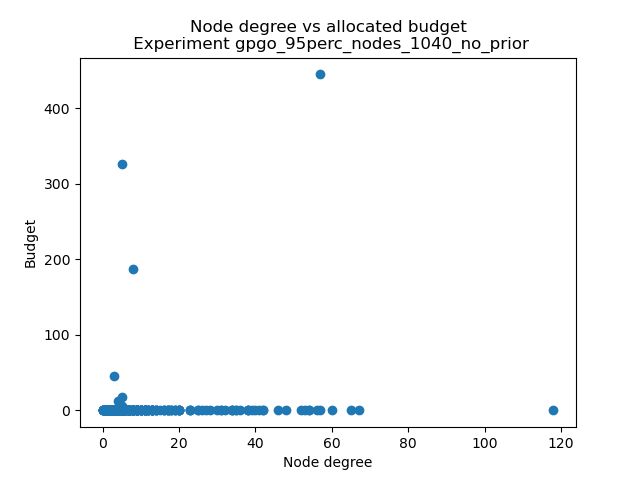 Node degree vs allocated budget
Experiment gpgo_95perc_nodes_1040_no_prior
400
300
200
100
0
Budget
0 20 40 60 80 100 120
Node degree